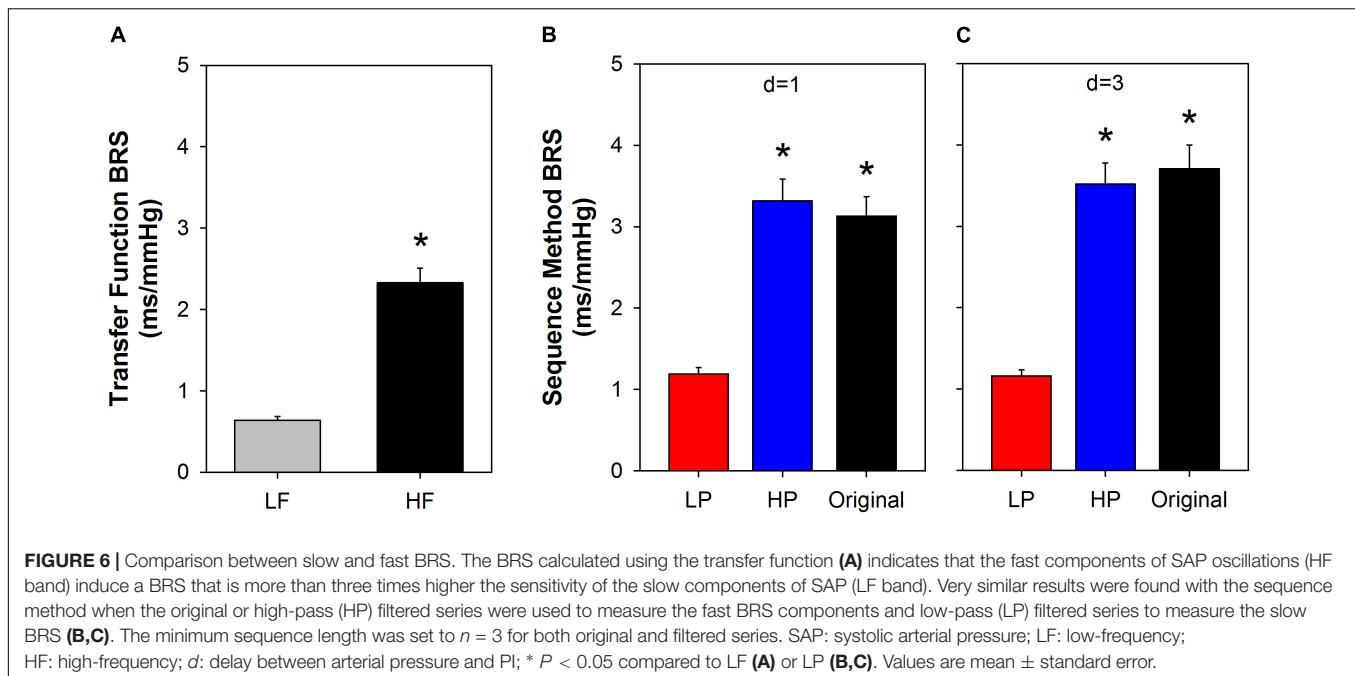 A
B
C
Transfer Function BRS
(ms/mmHg)
5
4
3
2
1
0
*
LF
HF
Sequence Method BRS
(ms/mmHg)
5
4
3
2
1
0
d=1
*
*
LP
HP
Original
d=3
*
*
LP
HP
Original
FIGURE 6 | Comparison between slow and fast BRS. The BRS calculated using the transfer function (A) indicates that the fast components of SAP oscillations (HF
band) induce a BRS that is more than three times higher the sensitivity of the slow components of SAP (LF band). Very similar results were found with the sequence
method when the original or high-pass (HP) filtered series were used to measure the fast BRS components and low-pass (LP) filtered series to measure the slow
BRS (B,C). The minimum sequence length was set to n = 3 for both original and filtered series. SAP: systolic arterial pressure; LF: low-frequency;
HF: high-frequency; d: delay between arterial pressure and PI; * P < 0.05 compared to LF (A) or LP (B,C). Values are mean ± standard error.